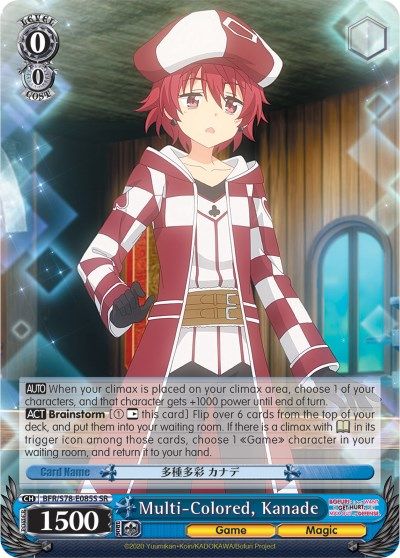 LEVEL
0
0
COST
AUTO When your climax is placed on your climax area, choose 1 of your
characters, and that character gets +1000 power until end of turn.
ACT Brainstorm [① this card] Flip over 6 cards from the top of your
deck, and put them into your waiting room. If there is a climax with in its
trigger icon among those cards, choose 1 «Game» character in your
waiting room, and return it to your hand.
Card Name 多種多彩 カナデ
CH BFR/S78-E085S SR
Multi-Colored, Kanade
1500
Game Magic
©2020 Yuumikan・Koin/KADOKAWA/Bofuri Project